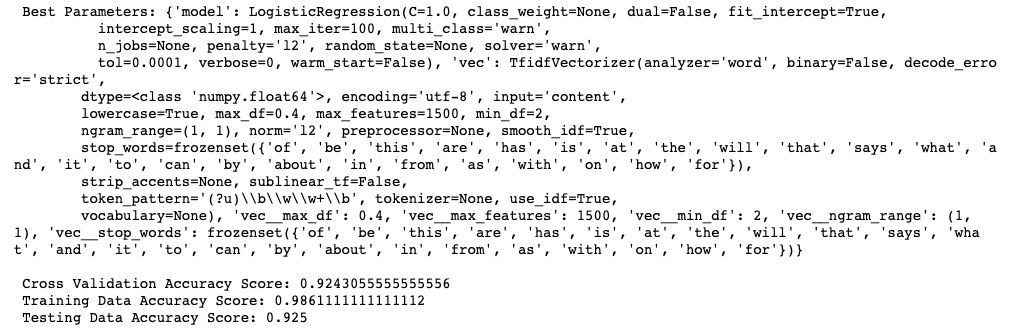 Best Parameters: {'model': LogisticRegression(C=1.0, class_weight=None, dual=False, fit_intercept=True,
intercept_scaling=1, max_iter=100, multi_class='warn',
n_jobs=None, penalty='l2', random_state=None, solver='warn',
tol=0.0001, verbose=0, warm_start=False), 'vec': TfidfVectorizer(analyzer='word', binary=False, decode_erro
r='strict',
dtype=<class 'numpy.float64'>, encoding='utf-8', input='content',
lowercase=True, max_df=0.4, max_features=1500, min_df=2,
ngram_range=(1, 1), norm='l2', preprocessor=None, smooth_idf=True,
stop_words=frozenset({'of', 'be', 'this', 'are', 'has', 'is', 'at', 'the', 'will', 'that', 'says', 'what', 'a
nd', 'it', 'to', 'can', 'by', 'about', 'in', 'from', 'as', 'with', 'on', 'how', 'for'}),
strip_accents=None, sublinear_tf=False,
token_pattern='(?u)\\b\\w\\w+\\b', tokenizer=None, use_idf=True,
vocabulary=None), 'vec__max_df': 0.4, 'vec__max_features': 1500, 'vec__min_df': 2, 'vec__ngram_range': (1,
1), 'vec__stop_words': frozenset({'of', 'be', 'this', 'are', 'has', 'is', 'at', 'the', 'will', 'that', 'says', 'wha
t', 'and', 'it', 'to', 'can', 'by', 'about', 'in', 'from', 'as', 'with', 'on', 'how', 'for'})}
Cross Validation Accuracy Score: 0.9243055555555556
Training Data Accuracy Score: 0.9861111111111112
Testing Data Accuracy Score: 0.925